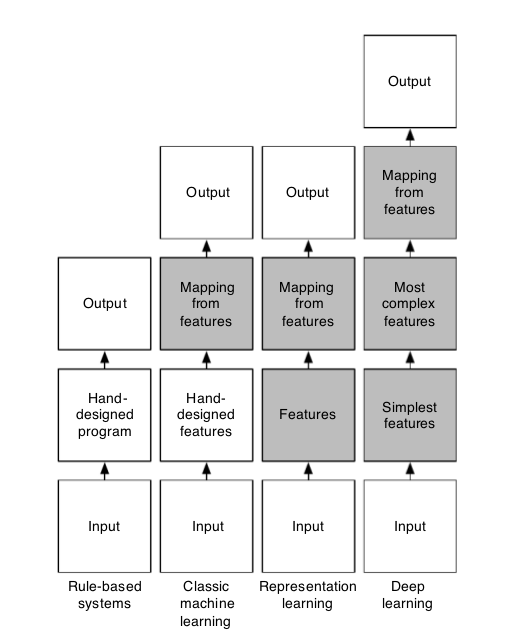 Output
Mapping
from
features
Output
Output
Most
complex
features
Mapping
from
features
Mapping
from
features
Output
Simplest
features
Features
Hand-
designed
features
Hand-
designed
program
Input
Input
Input
Input
Rule-based
systems
Classic
machine
learning
Representation
learning
Deep
learning